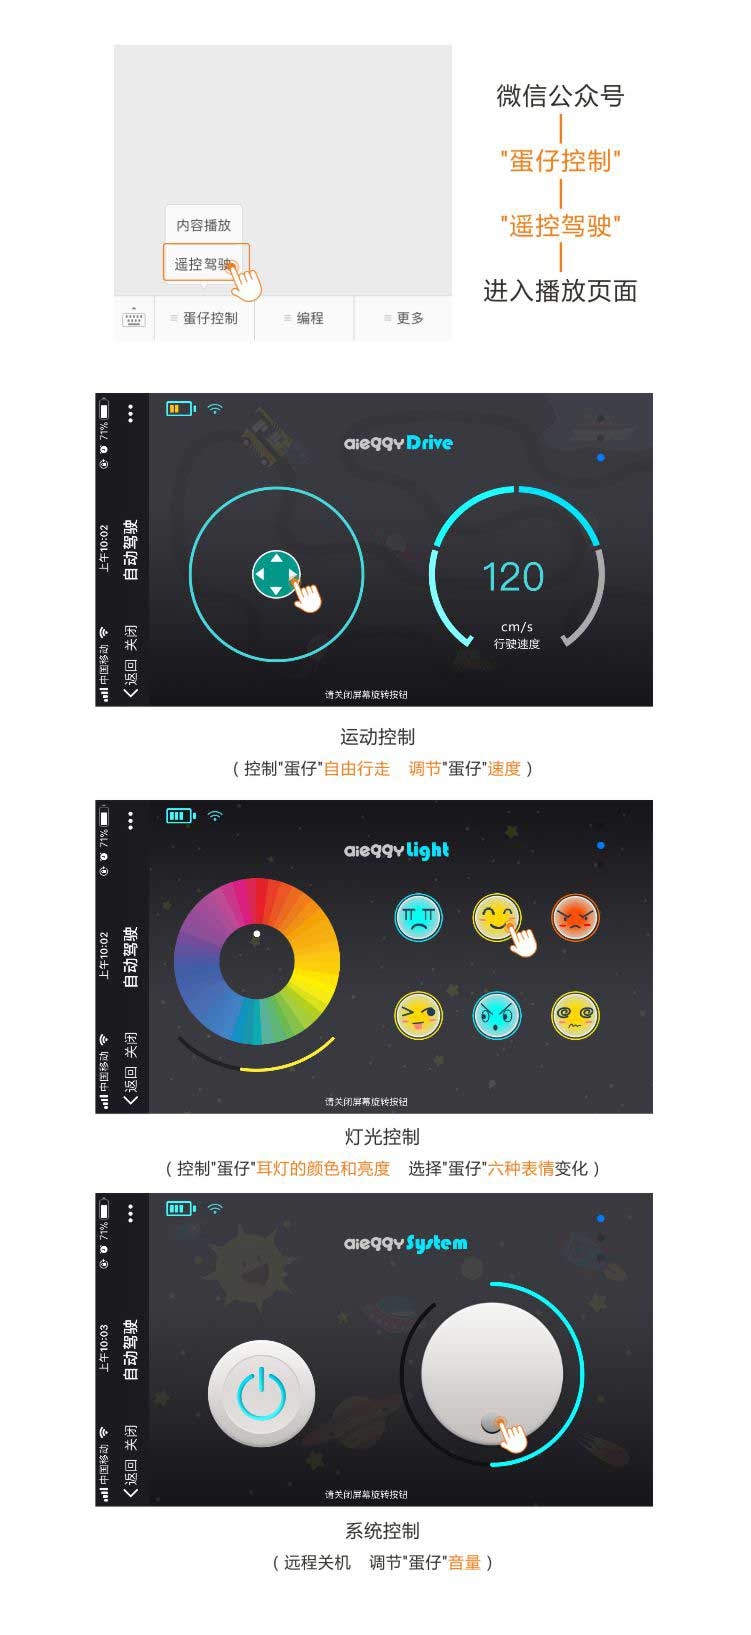 微信公众号
"蛋仔控制"
"遥控驾驶"
进入播放页面
内容播放
遥控驾驶
蛋仔控制
编程
更多
71%
上午10:02
中国移动
自动驾驶
返回 关闭
aieqqyDrive
120
cm/s
行驶速度
请关闭屏幕旋转按钮
运动控制
（控制"蛋仔"自由行走 调节"蛋仔"速度）
71%
上午10:02
中国移动
自动驾驶
返回 关闭
aieqqyLight
请关闭屏幕旋转按钮
灯光控制
（控制"蛋仔"耳灯的颜色和亮度 选择"蛋仔"六种表情变化）
71%
上午10:03
中国移动
自动驾驶
返回 关闭
aieqqySystem
请关闭屏幕旋转按钮
系统控制
（远程关机 调节"蛋仔"音量）